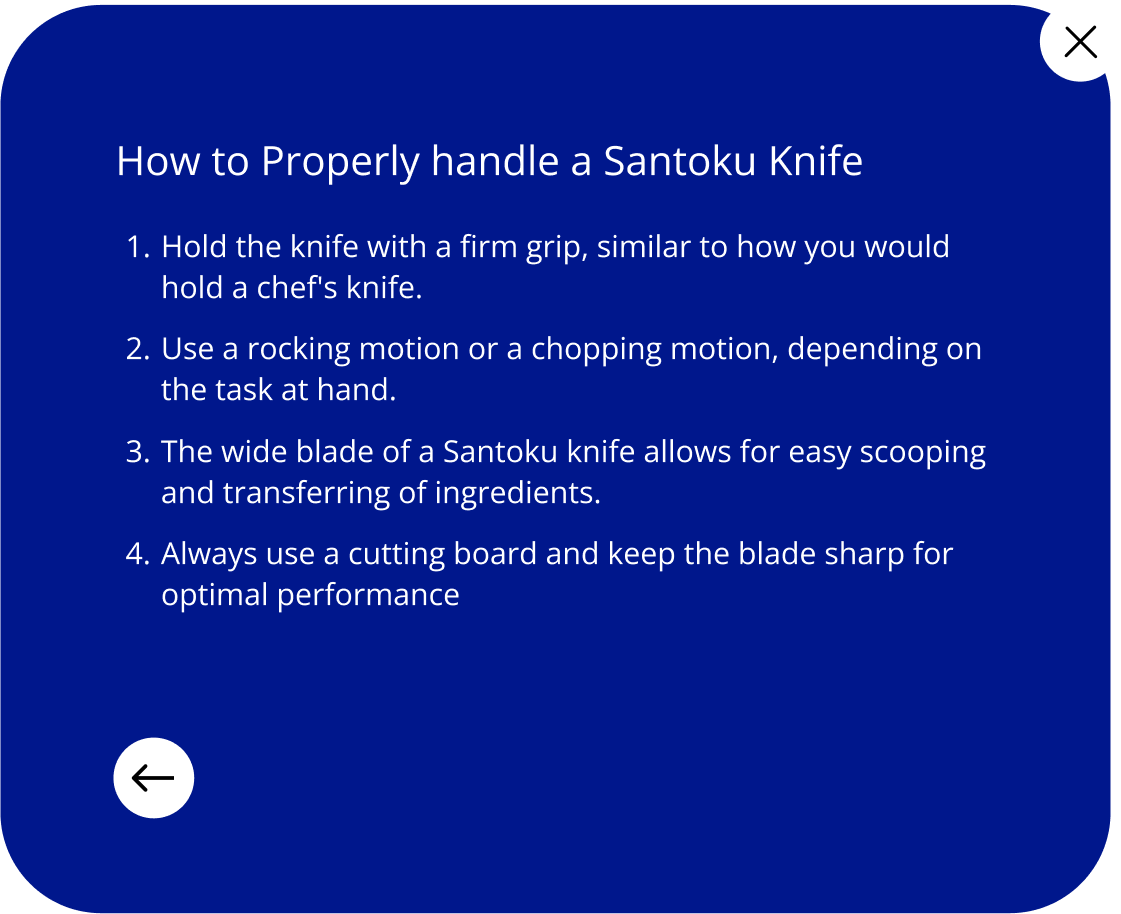 How to Properly handle a Santoku Knife
1. Hold the knife with a firm grip, similar to how you would
hold a chef's knife.
2. Use a rocking motion or a chopping motion, depending on
the task at hand.
3. The wide blade of a Santoku knife allows for easy scooping
and transferring of ingredients.
4. Always use a cutting board and keep the blade sharp for
optimal performance